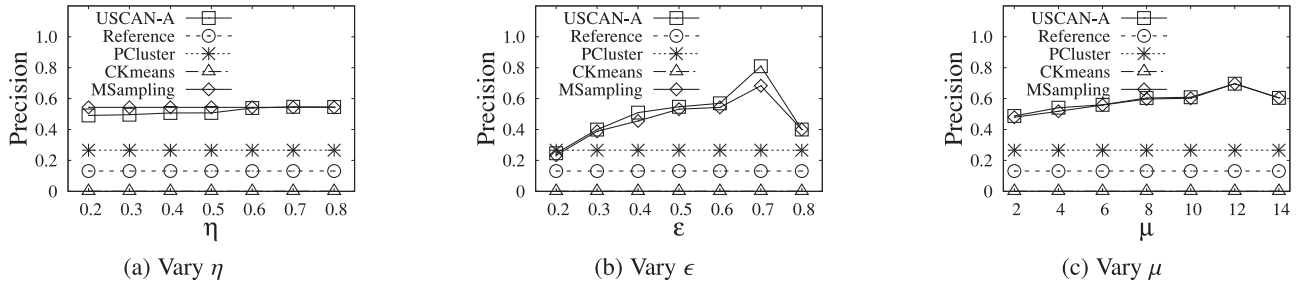 Precision
1.0
0.8
0.6
0.4
0.2
0
USCAN-A
Reference
PCluster
CKmeans
MSampling
0.2 0.3 0.4 0.5 0.6 0.7 0.8
η
(a) Vary η
Precision
1.0
0.8
0.6
0.4
0.2
0
USCAN-A
Reference
PCluster
CKmeans
MSampling
0.2 0.3 0.4 0.5 0.6 0.7 0.8
ε
(b) Vary ϵ
Precision
1.0
0.8
0.6
0.4
0.2
0
USCAN-A
Reference
PCluster
CKmeans
MSampling
2 4 6 8 10 12 14
μ
(c) Vary μ